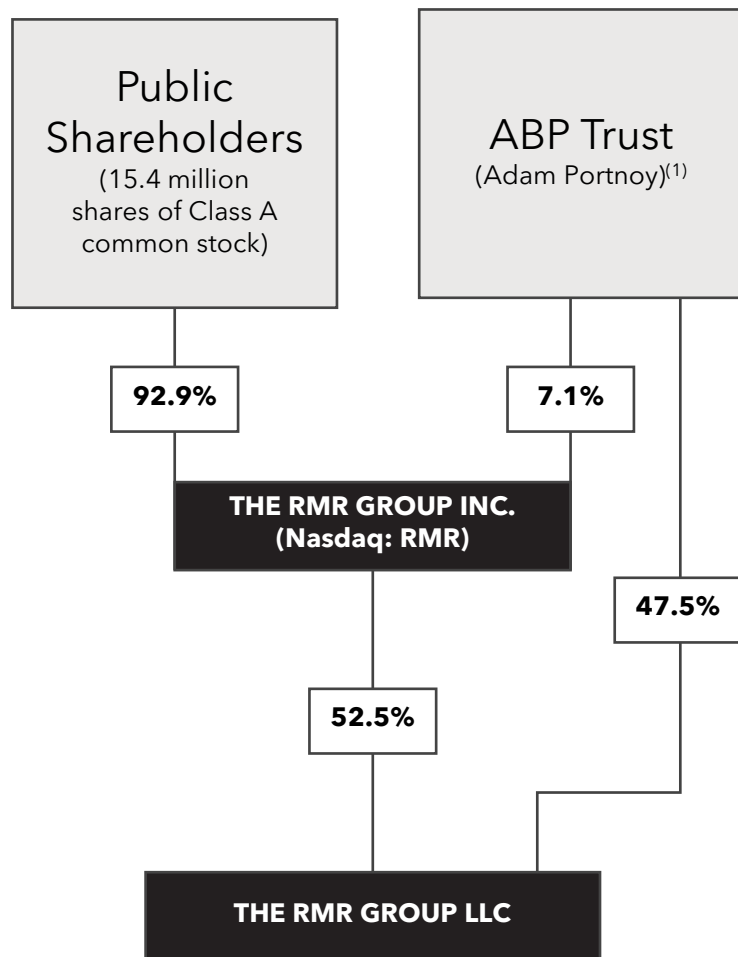 Public
Shareholders
(15.4 million
shares of Class A
common stock)
ABP Trust
(Adam Portnoy)(1)
92.9%
7.1%
THE RMR GROUP INC.
(Nasdaq: RMR)
47.5%
52.5%
THE RMR GROUP LLC